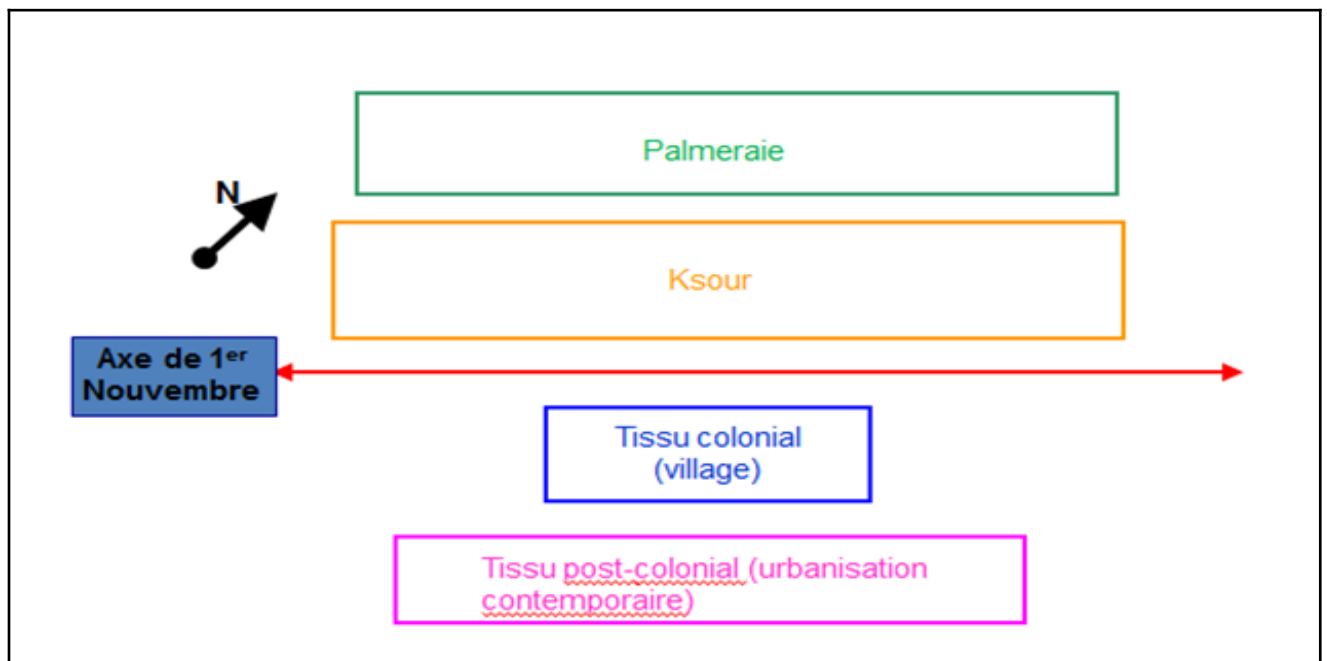 Palmeraie
N
Ksour
Axe de 1er
Nouvembre
Tissu colonial
(village)
Tissu post-colonial (urbanisation
contemporaire)